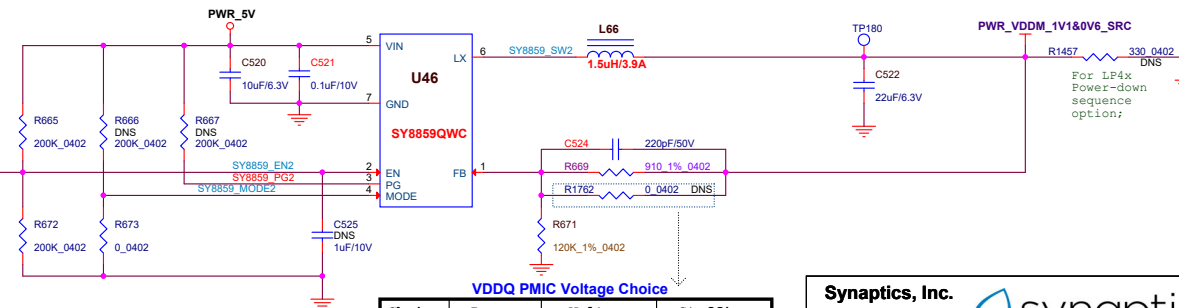 PWR_5V
5
VIN
U46
LX
6
SY8859_SW2
L66
1.5uH/3.9A
TP180
PWR_VDDM_1V1&0V6_SRC
R1457
330_0402
DNS
For LP4x
Power-down
sequence
option;
C520
10uF/6.3V
C521
0.1uF/10V
7
GND
SY8859QWC
C522
22uF/6.3V
R665
200K_0402
R666
DNS
200K_0402
R667
DNS
200K_0402
SY8859_EN2
2
EN
SY8859_PG2
3
PG
SY8859_MODE2
4
MODE
FB
1
C524
220pF/50V
R669
910_1%_0402
R1762
0_0402
DNS
R672
200K_0402
R673
0_0402
C525
DNS
1uF/10V
R671
120K_1%_0402
VDDQ PMIC Voltage Choice
Synaptics, Inc.